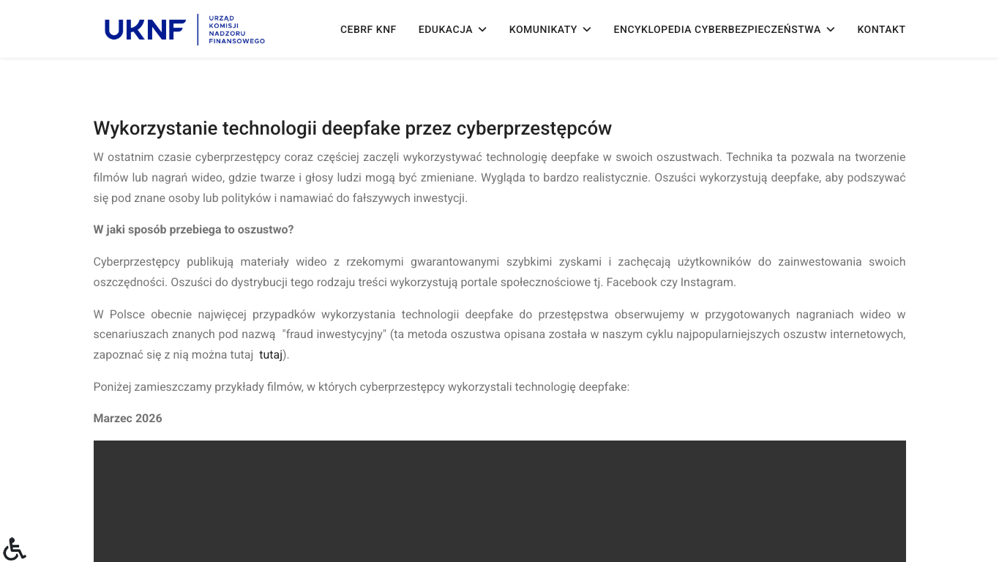 UKNF
URZĄD
KOMISJI
NADZORU
FINANSOWEGO
CEBRF KNF
EDUKACJA
KOMUNIKATY
ENCYKLOPEDIA CYBERBEZPIECZEŃSTWA
KONTAKT
Wykorzystanie technologii deepfake przez cyberprzestępców
W ostatnim czasie cyberprzestępcy coraz częściej zaczęli wykorzystywać technologię deepfake w swoich oszustwach. Technika ta pozwala na tworzenie
filmów lub nagrań wideo, gdzie twarze i głosy ludzi mogą być zmieniane. Wygląda to bardzo realistycznie. Oszuści wykorzystują deepfake, aby podszywać
się pod znane osoby lub polityków i namawiać do fałszywych inwestycji.
W jaki sposób przebiega to oszustwo?
Cyberprzestępcy publikują materiały wideo z rzekomymi gwarantowanymi szybkimi zyskami i zachęcają użytkowników do zainwestowania swoich
oszczędności. Oszuści do dystrybucji tego rodzaju treści wykorzystują portale społecznościowe tj. Facebook czy Instagram.
W Polsce obecnie najwięcej przypadków wykorzystania technologii deepfake do przestępstwa obserwujemy w przygotowanych nagraniach wideo w
scenariuszach znanych pod nazwą "fraud inwestycyjny" (ta metoda oszustwa opisana została w naszym cyklu najpopularniejszych oszustw internetowych,
zapoznać się z nią można tutaj tutaj).
Poniżej zamieszczamy przykłady filmów, w których cyberprzestępcy wykorzystali technologię deepfake:
Marzec 2026